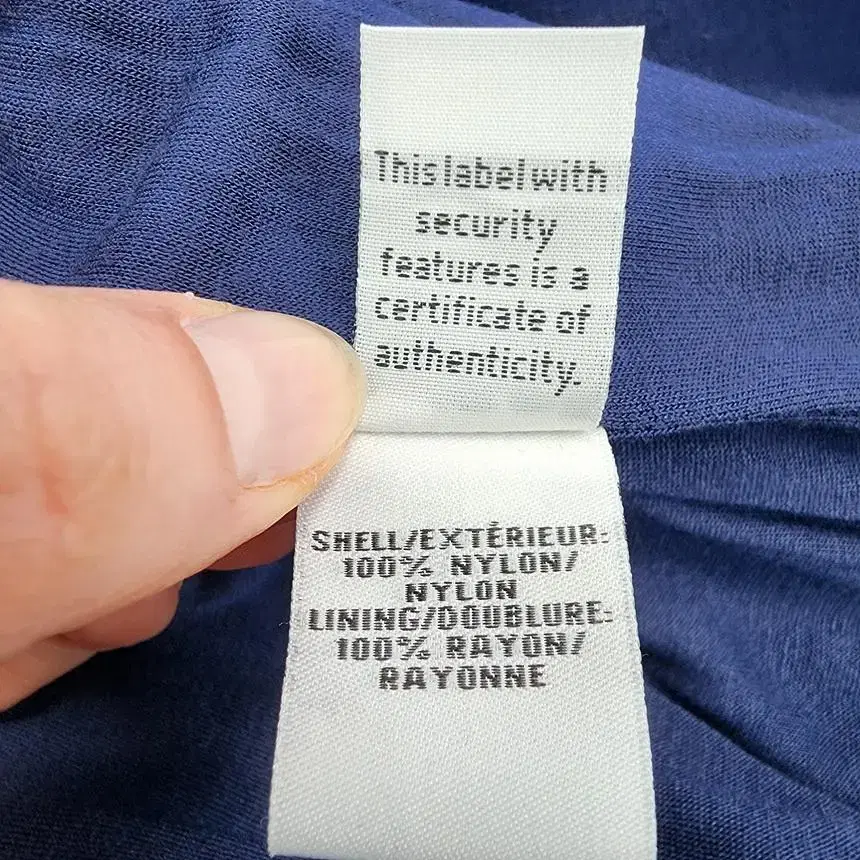 This label with
security
features is a
certificate of
authenticity.
SHELL/EXTÉRIEUR:
100% NYLON/
NYLON
LINING/DOUBLURE:
100% RAYON/
RAYONNE